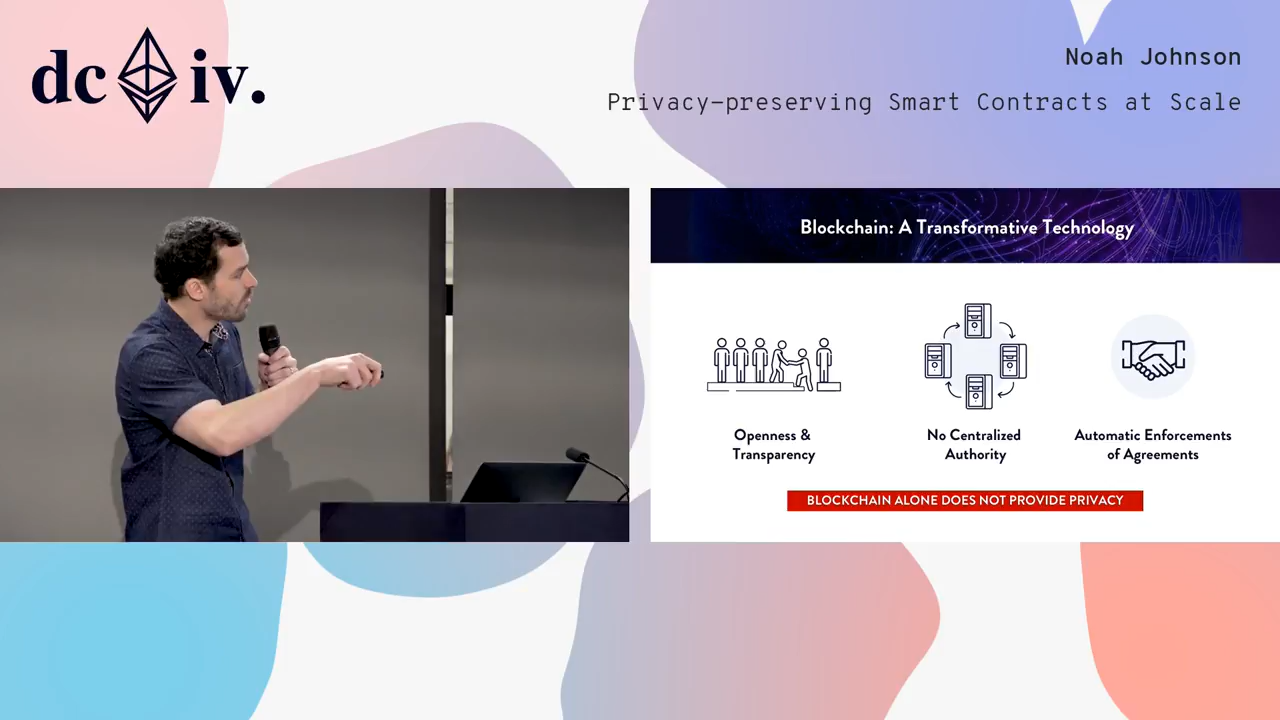 dc iv.
Noah Johnson
Privacy-preserving Smart Contracts at Scale
Blockchain: A Transformative Technology
Openness &
Transparency
No Centralized
Authority
Automatic Enforcements
of Agreements
BLOCKCHAIN ALONE DOES NOT PROVIDE PRIVACY